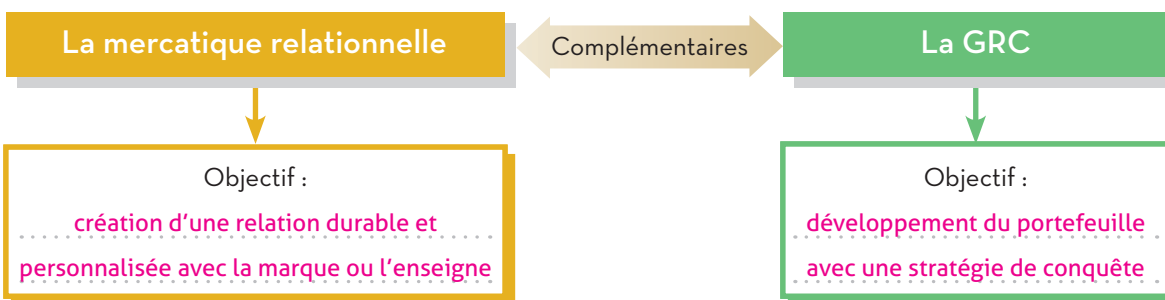 La mercatique relationnelle
Complémentaires
La GRC
Objectif :
création d'une relation durable et
personnalisée avec la marque ou l'enseigne
Objectif :
développement du portefeuille
avec une stratégie de conquête